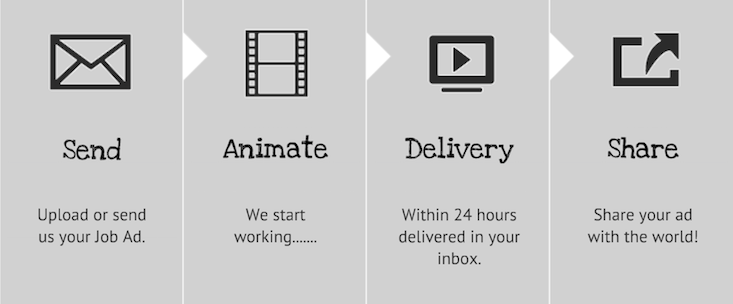 Send
Upload or send
us your Job Ad.
Animate
We start
working.......
Delivery
Within 24 hours
delivered in your
inbox.
Share
Share your ad
with the world!